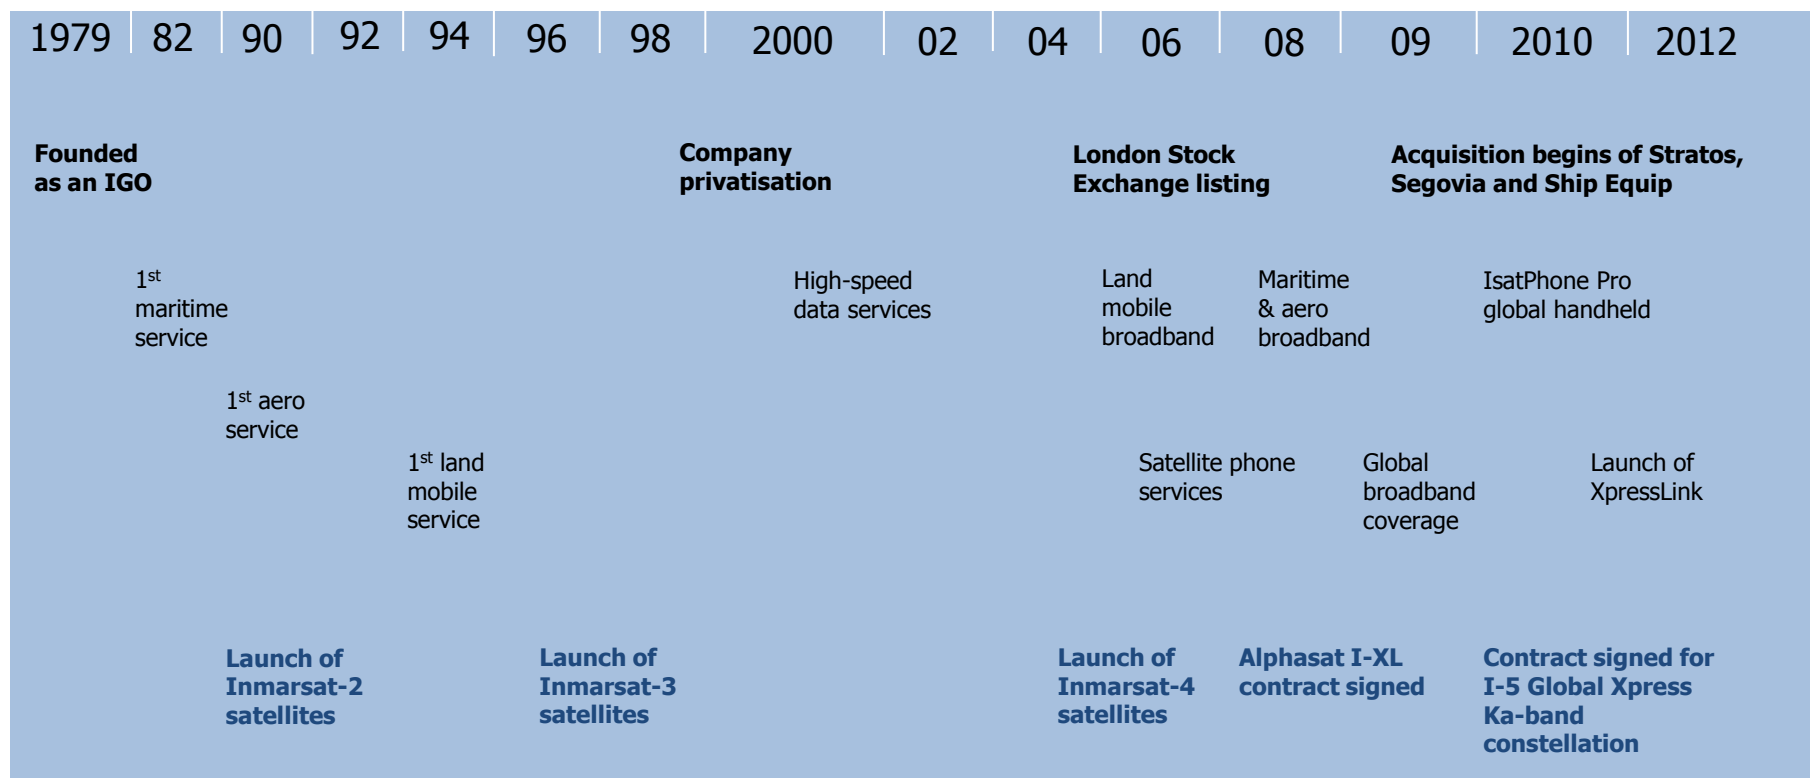 1979 82 90 92 94 96 98 2000 02 04 06 08 09 2010 2012
Founded
as an IGO
Company
privatisation
London Stock
Exchange listing
Acquisition begins of Stratos,
Segovia and Ship Equip
1st
maritime
service
High-speed
data services
Land
mobile
broadband
Maritime
& aero
broadband
IsatPhone Pro
global handheld
1st aero
service
1st land
mobile
service
Satellite phone
services
Global
broadband
coverage
Launch of
XpressLink
Launch of
Inmarsat-2
satellites
Launch of
Inmarsat-3
satellites
Launch of
Inmarsat-4
satellites
Alphasat I-XL
contract signed
Contract signed for
I-5 Global Xpress
Ka-band
constellation